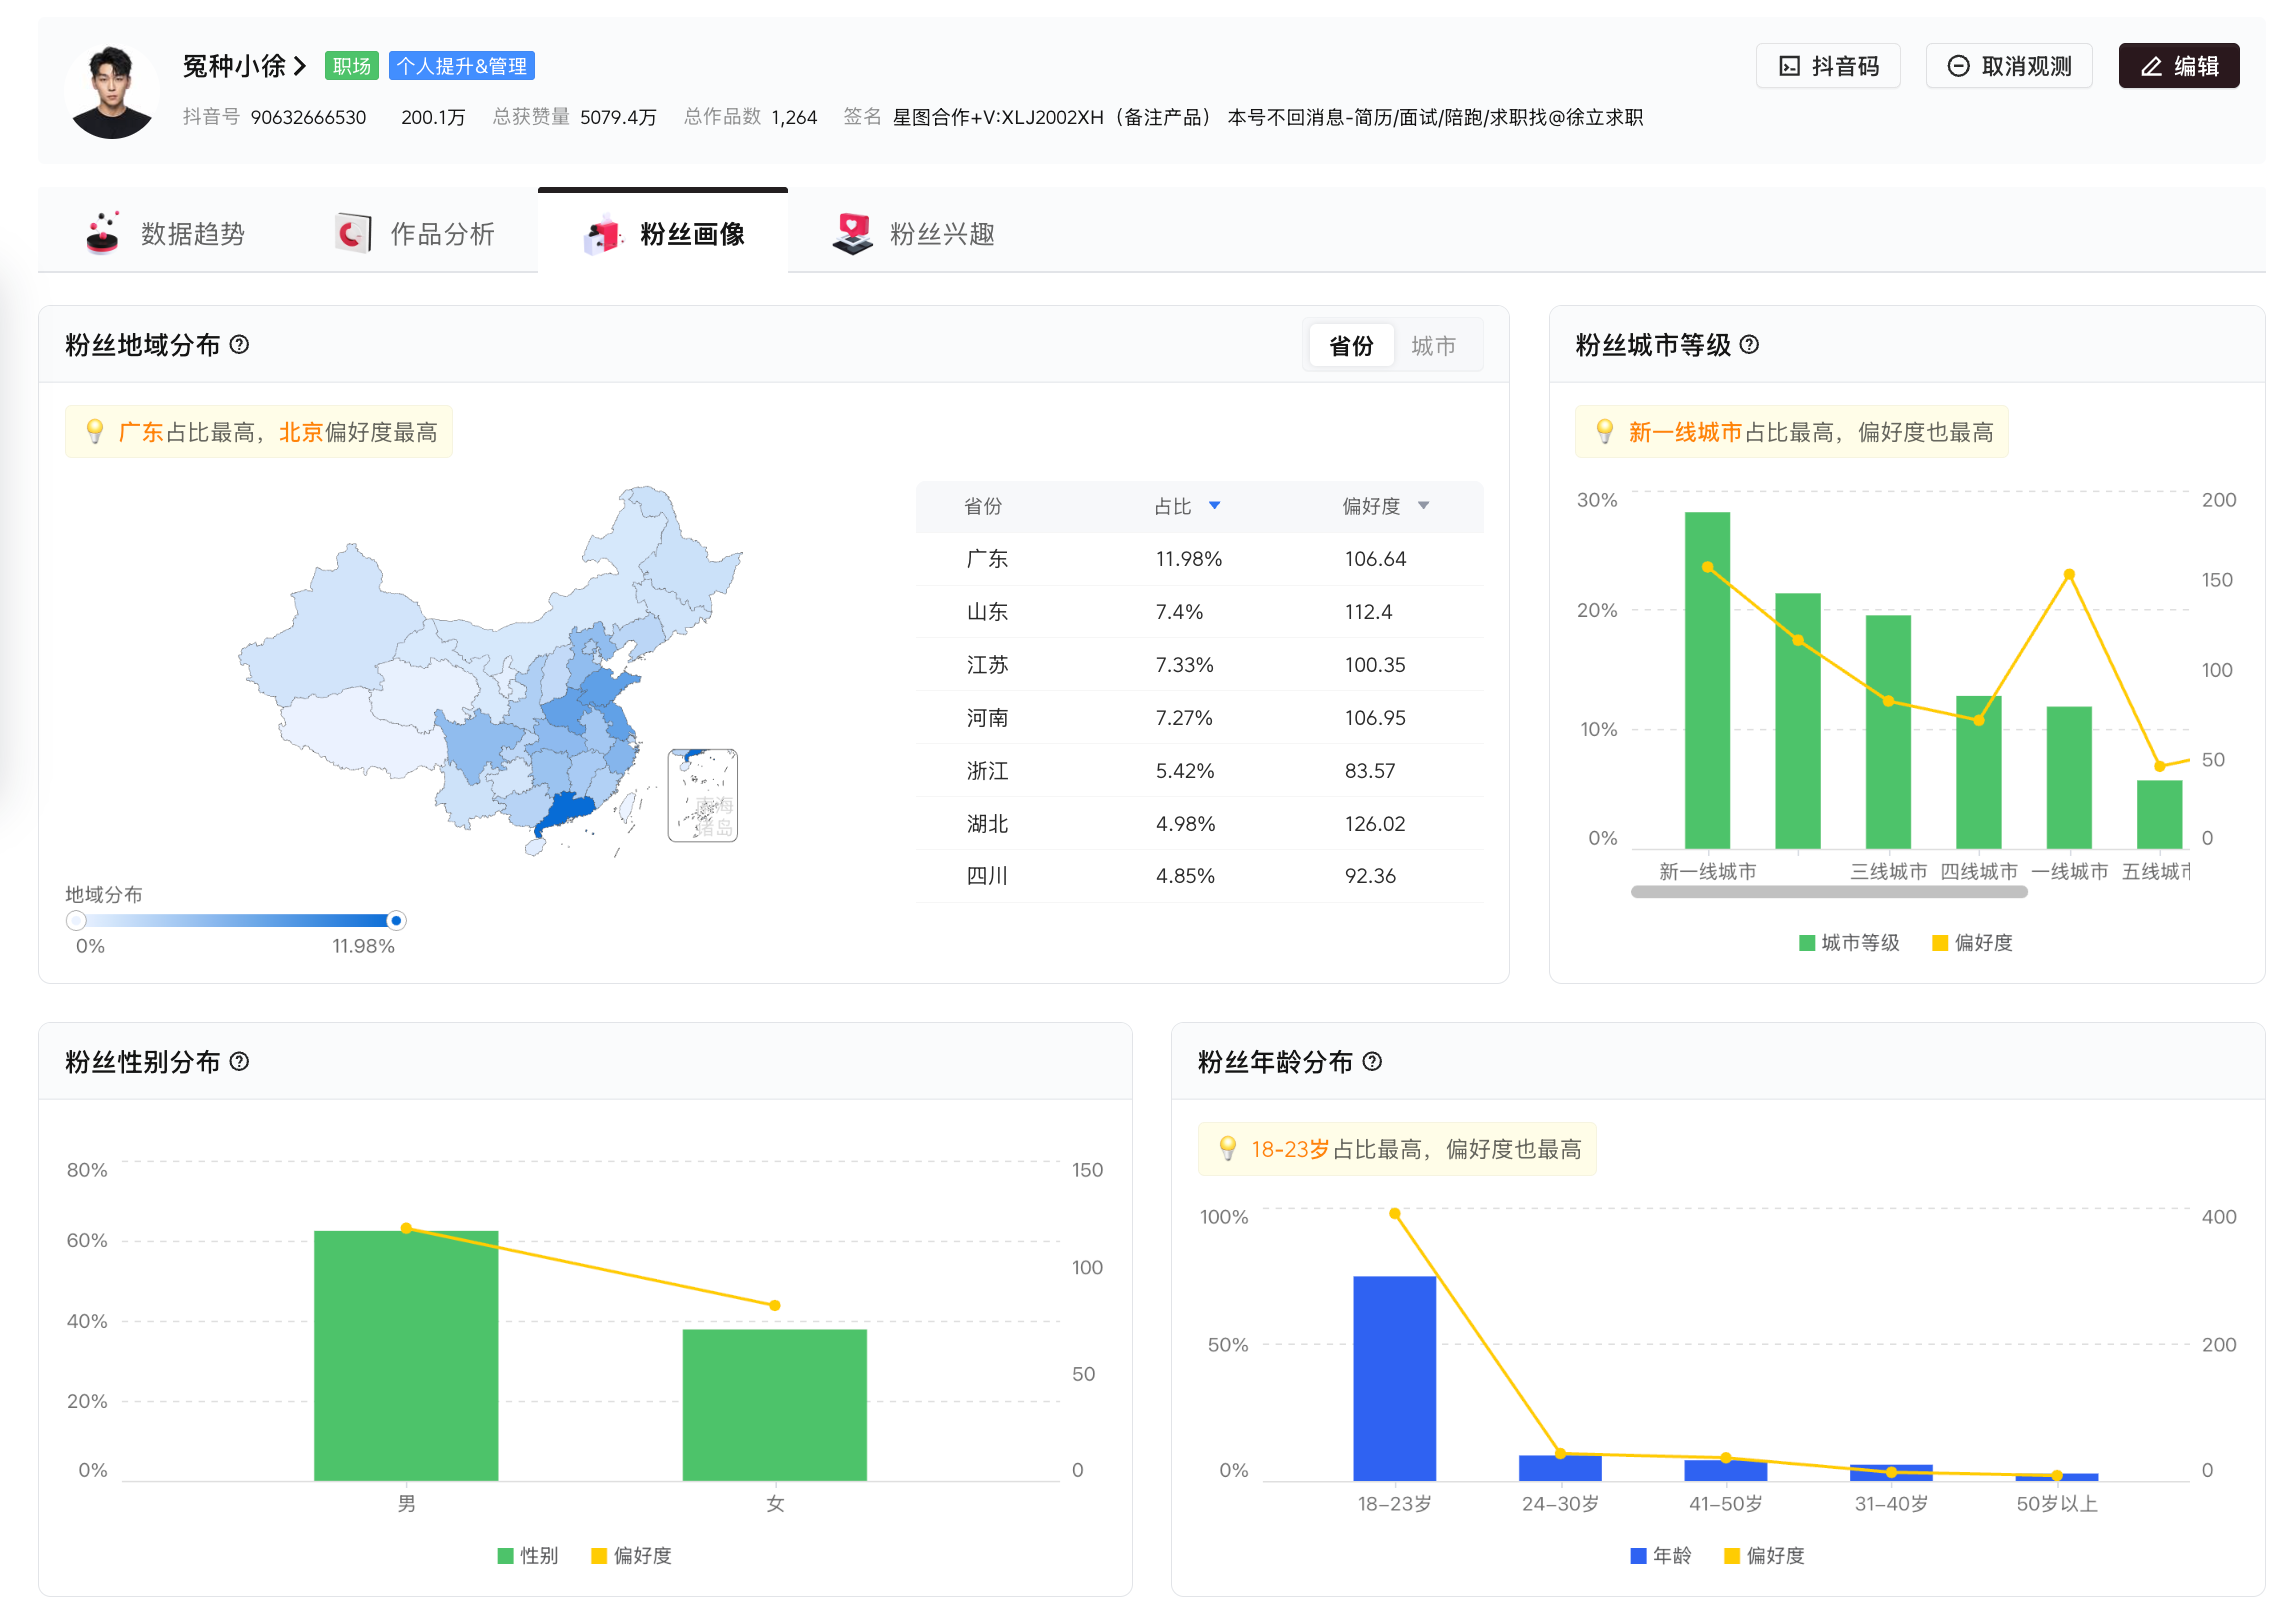 冤种小徐 职场 个人提升&管理
抖音码 取消观测 编辑
抖音号 90632666530 200.1万 总获赞量 5079.4万 总作品数 1,264 签名 星图合作+V:XLJ2002XH（备注产品） 本号不回消息-简历/面试/陪跑/求职找@徐立求职
数据趋势 作品分析 粉丝画像 粉丝兴趣
粉丝地域分布
省份 城市
广东占比最高，北京偏好度最高
省份 占比 偏好度
广东 11.98% 106.64
山东 7.4% 112.4
江苏 7.33% 100.35
河南 7.27% 106.95
浙江 5.42% 83.57
湖北 4.98% 126.02
四川 4.85% 92.36
南海
诸岛
地域分布
0% 11.98%
粉丝城市等级
新一线城市占比最高，偏好度也最高
30% 200
150
20%
100
10%
50
0% 0
新一线城市 三线城市 四线城市 一线城市 五线城市
城市等级 偏好度
粉丝性别分布
80% 150
60%
100
40%
50
20%
0% 0
男 女
性别 偏好度
粉丝年龄分布
18-23岁占比最高，偏好度也最高
100% 400
50% 200
0% 0
18-23岁 24-30岁 41-50岁 31-40岁 50岁以上
年龄 偏好度